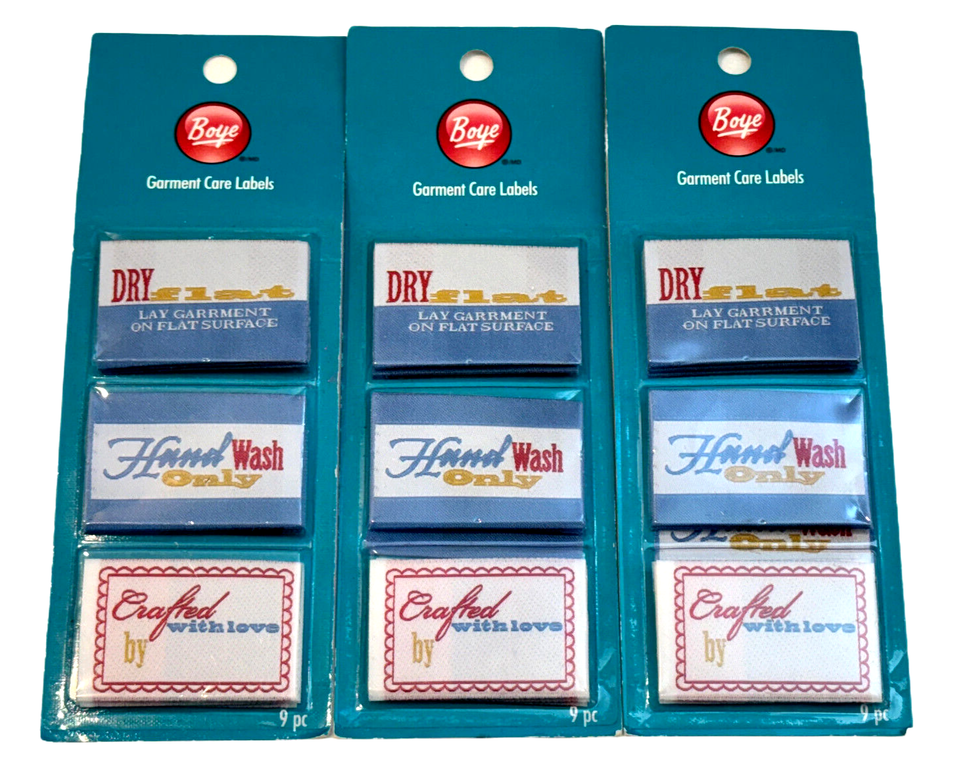 Boye
Garment Care Labels
DRY flat
LAY GARRMENT
ON FLAT SURFACE
Hand Wash
Only
Crafted
with love
by
9 pc
Boye
Garment Care Labels
DRY flat
LAY GARRMENT
ON FLAT SURFACE
Hand Wash
Only
Crafted
with love
by
9 pc
Boye
Garment Care Labels
DRY flat
LAY GARRMENT
ON FLAT SURFACE
Hand Wash
Only
Hand Wash
Only
Crafted
with love
by
9 pc